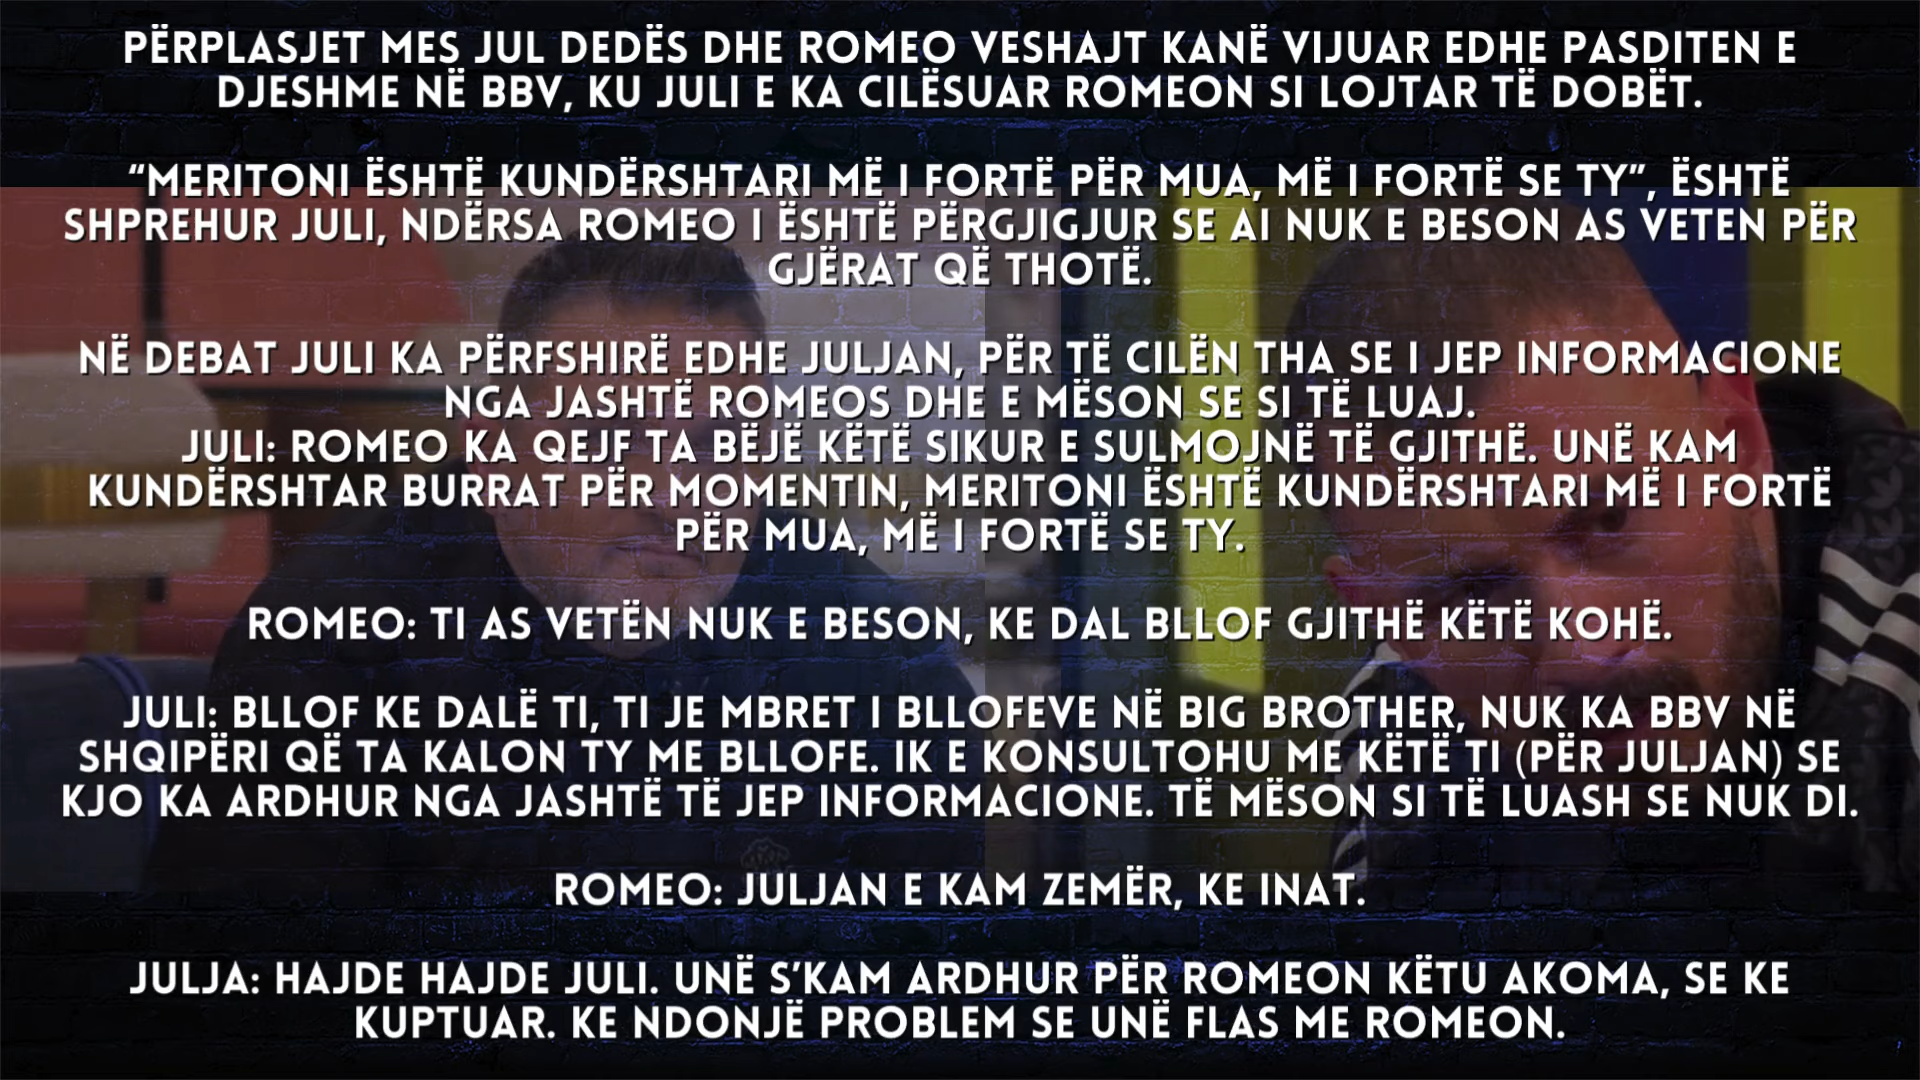 PËRPLASJET MES JUL DEDËS DHE ROMEO VESHAJT KANË VIJUAR EDHE PASDITEN E
DJESHME NË BBV, KU JULI E KA CILËSUAR ROMEON SI LOJTAR TË DOBËT.
“MERITONI ËSHTË KUNDËRSHTARI MË I FORTË PËR MUA, MË I FORTË SE TY”, ËSHTË
SHPREHUR JULI, NDËRSA ROMEO I ËSHTË PËRGJIGJUR SE AI NUK E BESON AS VETEN PËR
GJËRAT QË THOTË.
NË DEBAT JULI KA PËRFSHIRË EDHE JULJAN, PËR TË CILËN THA SE I JEP INFORMACIONE
NGA JASHTË ROMEOS DHE E MËSON SE SI TË LUAJ.
JULI: ROMEO KA QEJF TA BËJË KËTË SIKUR E SULMOJNË TË GJITHË. UNË KAM
KUNDËRSHTAR BURRAT PËR MOMENTIN, MERITONI ËSHTË KUNDËRSHTARI MË I FORTË
PËR MUA, MË I FORTË SE TY.
ROMEO: TI AS VETËN NUK E BESON, KE DAL BLLOF GJITHË KËTË KOHË.
JULI: BLLOF KE DALË TI, TI JE MBRET I BLLOFEVE NË BIG BROTHER, NUK KA BBV NË
SHQIPËRI QË TA KALON TY ME BLLOFE. IK E KONSULTOHU ME KËTË TI (PËR JULJAN) SE
KJO KA ARDHUR NGA JASHTË TË JEP INFORMACIONE. TË MËSON SI TË LUASH SE NUK DI.
ROMEO: JULJAN E KAM ZEMËR, KE INAT.
JULJA: HAJDE HAJDE JULI. UNË S’KAM ARDHUR PËR ROMEON KËTU AKOMA, SE KE
KUPTUAR. KE NDONJË PROBLEM SE UNË FLAS ME ROMEON.